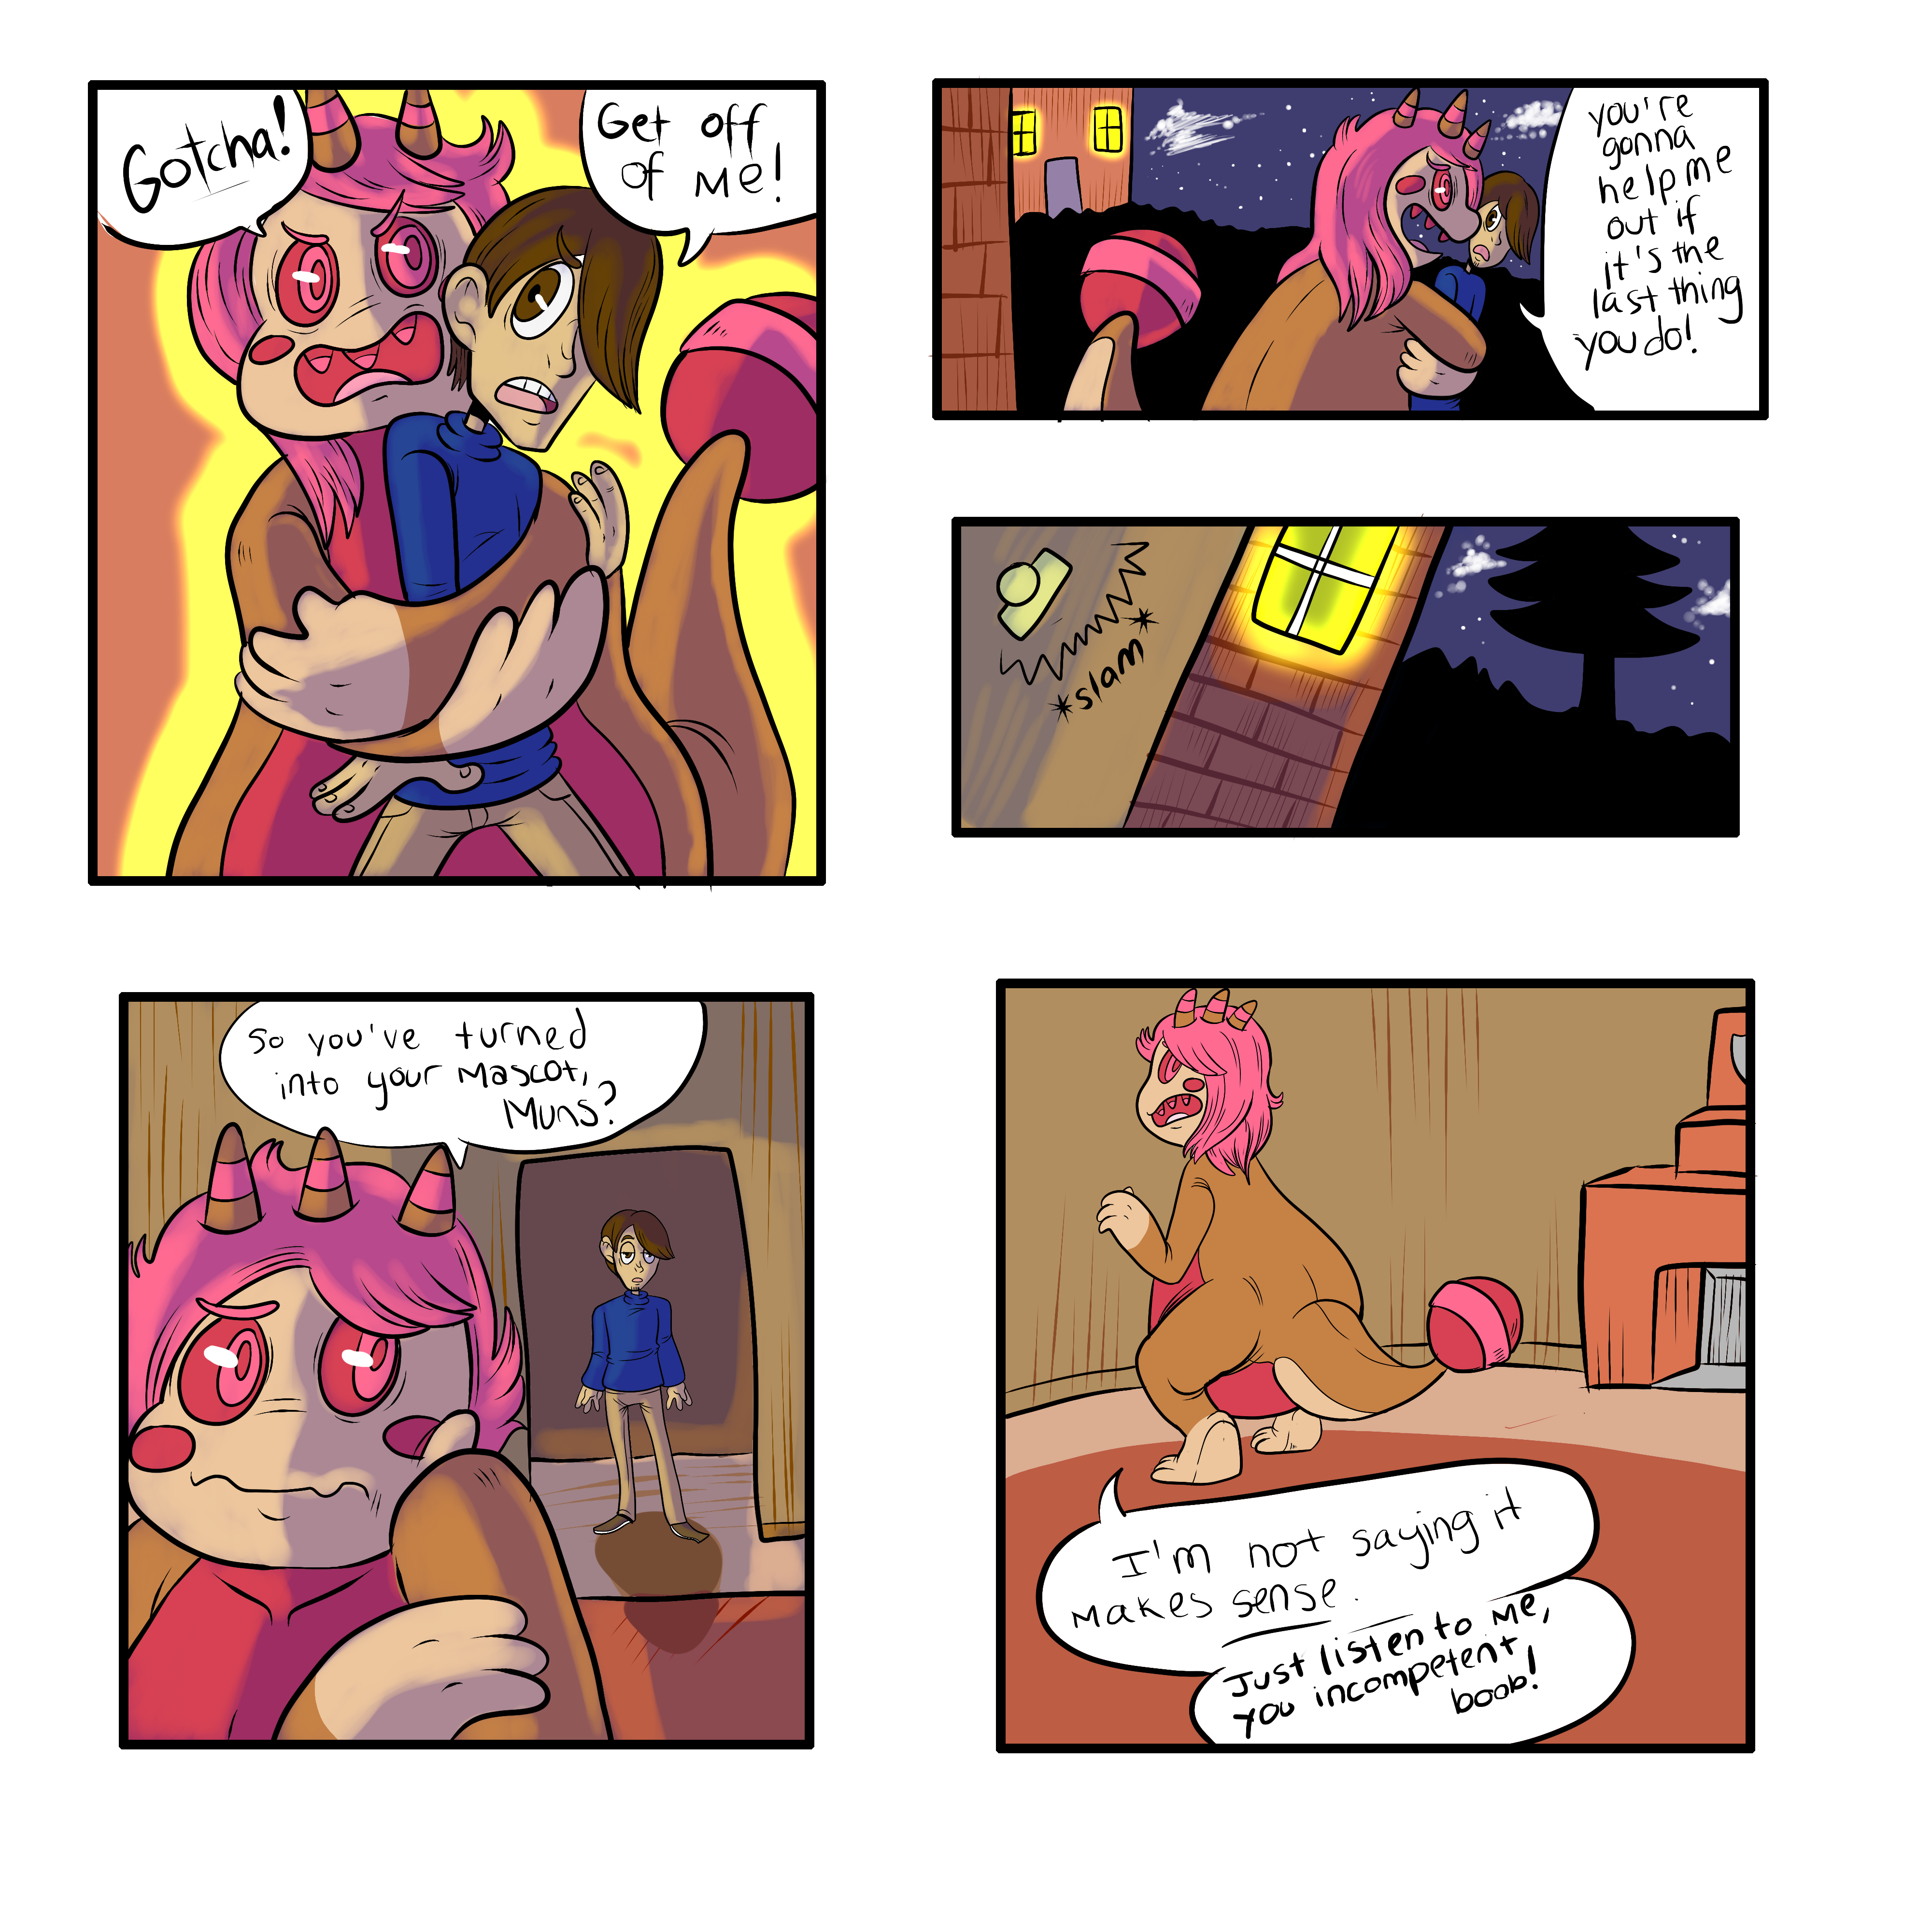 Gotcha!
Get off
of me!
you're
gonna
help me
out if
it's the
last thing
you do!
*slam*
So you've turned
into your mascot,
Muns?
I'm not saying it
makes sense.
Just listen to me,
you incompetent
boob!